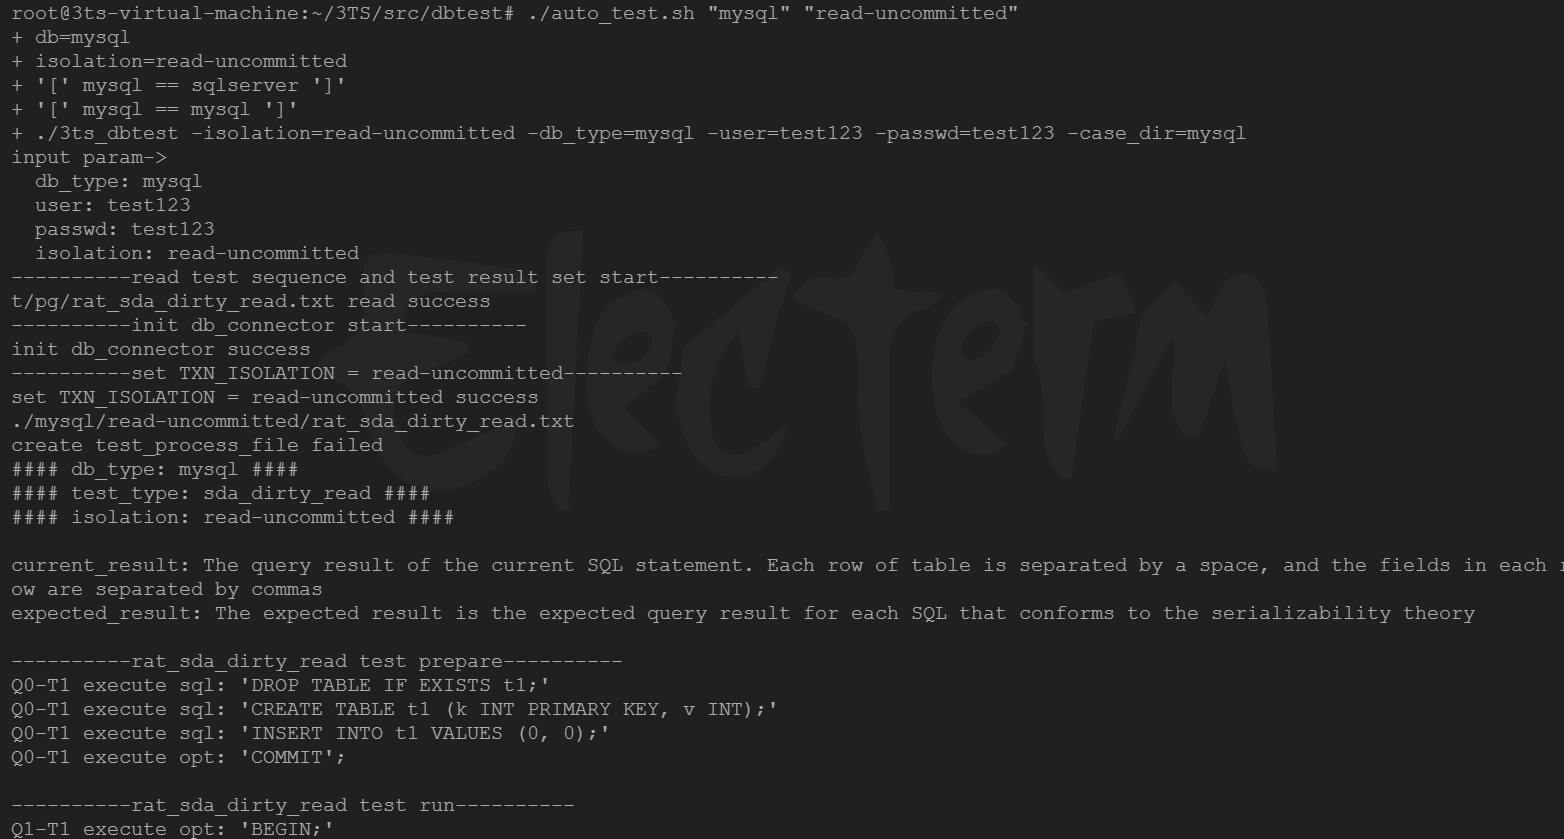 root@3ts-virtual-machine:~/3TS/src/dbtest# ./auto_test.sh "mysql" "read-uncommitted"
+ db=mysql
+ isolation=read-uncommitted
+ '[' mysql == sqlserver ']'
+ '[' mysql == mysql ']'
+ ./3ts_dbtest -isolation=read-uncommitted -db_type=mysql -user=test123 -passwd=test123 -case_dir=mysql
input param->
  db_type: mysql
  user: test123
  passwd: test123
  isolation: read-uncommitted
----------read test sequence and test result set start----------
t/pg/rat_sda_dirty_read.txt read success
----------init db_connector start----------
init db_connector success
----------set TXN_ISOLATION = read-uncommitted----------
set TXN_ISOLATION = read-uncommitted success
./mysql/read-uncommitted/rat_sda_dirty_read.txt
create test_process_file failed
#### db_type: mysql ####
#### test_type: sda_dirty_read ####
#### isolation: read-uncommitted ####
current_result: The query result of the current SQL statement. Each row of table is separated by a space, and the fields in each r
ow are separated by commas
expected_result: The expected result is the expected query result for each SQL that conforms to the serializability theory
----------rat_sda_dirty_read test prepare----------
Q0-T1 execute sql: 'DROP TABLE IF EXISTS t1;'
Q0-T1 execute sql: 'CREATE TABLE t1 (k INT PRIMARY KEY, v INT);'
Q0-T1 execute sql: 'INSERT INTO t1 VALUES (0, 0);'
Q0-T1 execute opt: 'COMMIT';
----------rat_sda_dirty_read test run----------
Q1-T1 execute opt: 'BEGIN;'
Electerm